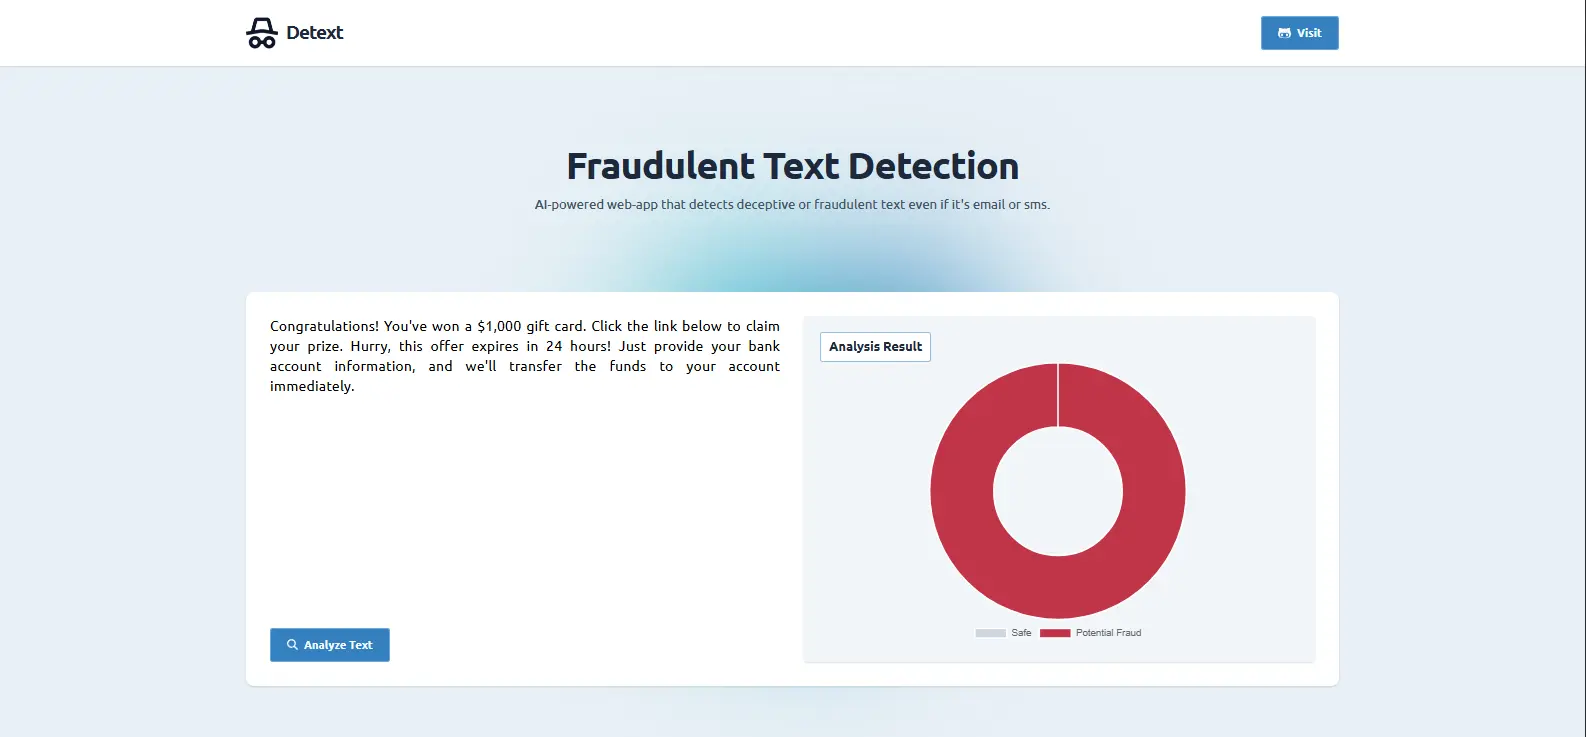 Detext
Visit
Fraudulent Text Detection
AI-powered web-app that detects deceptive or fraudulent text even if it's email or sms.
Congratulations! You've won a $1,000 gift card. Click the link below to claim
your prize. Hurry, this offer expires in 24 hours! Just provide your bank
account information, and we'll transfer the funds to your account
immediately.
Analyze Text
Analysis Result
Safe
Potential Fraud